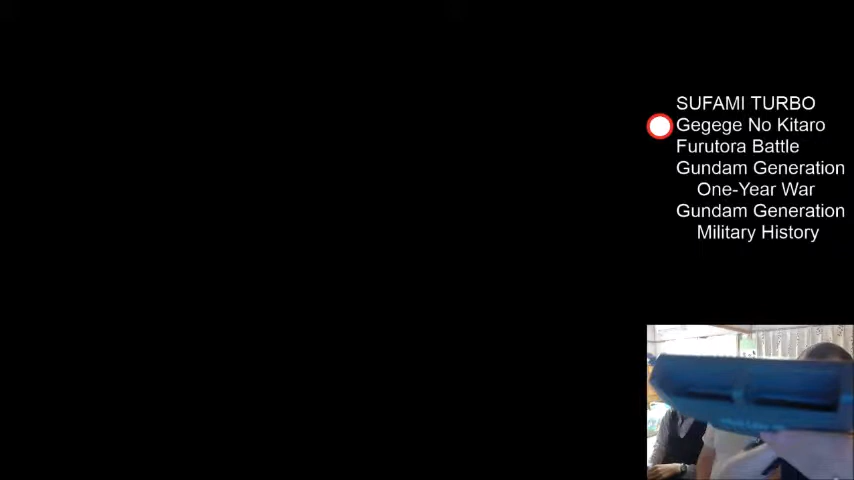 SUFAMI TURBO
Gegege No Kitaro
Furutora Battle
Gundam Generation
One-Year War
Gundam Generation
Military History